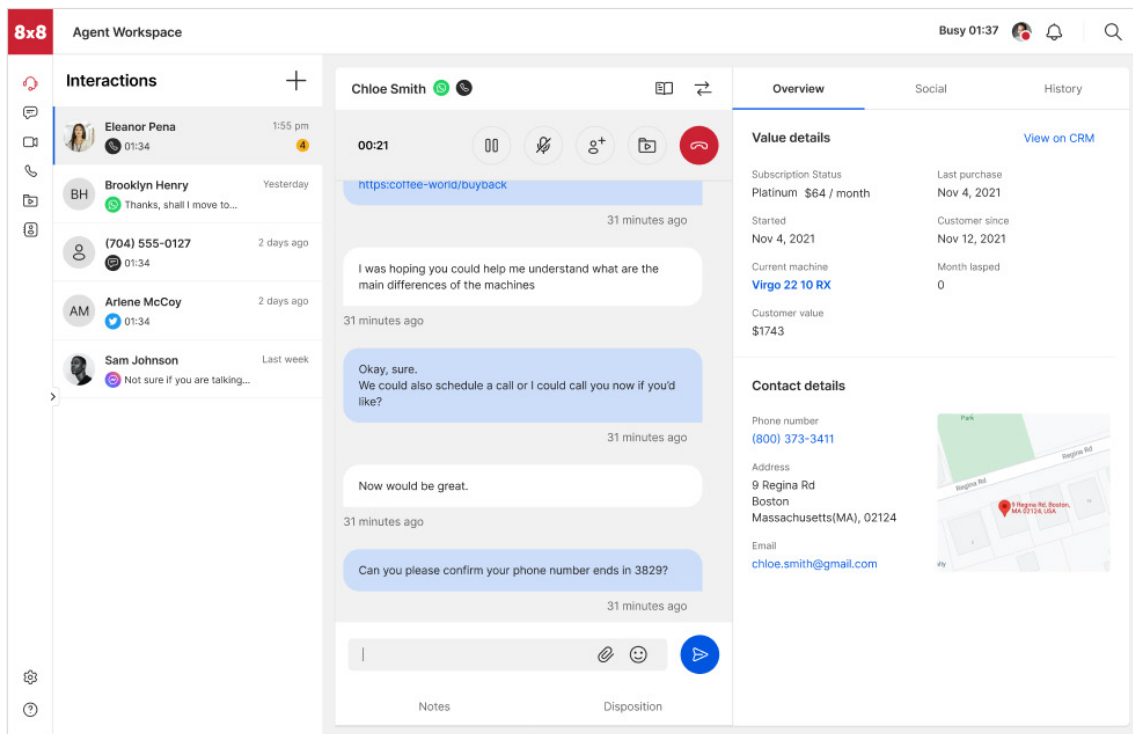 8x8
Agent Workspace
Busy 01:37
Interactions
Eleanor Pena
1:55 pm
01:34
4
BH
Brooklyn Henry
Yesterday
Thanks, shall I move to...
(704) 555-0127
2 days ago
01:34
AM
Arlene McCoy
2 days ago
01:34
Sam Johnson
Last week
Not sure if you are talking...
Chloe Smith
00:21
https:coffee-world/buyback
31 minutes ago
I was hoping you could help me understand what are the
main differences of the machines
31 minutes ago
Okay, sure.
We could also schedule a call or I could call you now if you'd
like?
31 minutes ago
Now would be great.
31 minutes ago
Can you please confirm your phone number ends in 3829?
31 minutes ago
Notes
Disposition
Overview
Social
History
Value details
View on CRM
Subscription Status
Platinum $64 / month
Last purchase
Nov 4, 2021
Started
Nov 4, 2021
Customer since
Nov 12, 2021
Current machine
Virgo 22 10 RX
Month lasped
0
Customer value
$1743
Contact details
Phone number
(800) 373-3411
Address
9 Regina Rd
Boston
Massachusetts(MA), 02124
Email
chloe.smith@gmail.com
Park
Regina Rd
Regina Rd
9 Regina Rd, Boston,
MA 02124, USA